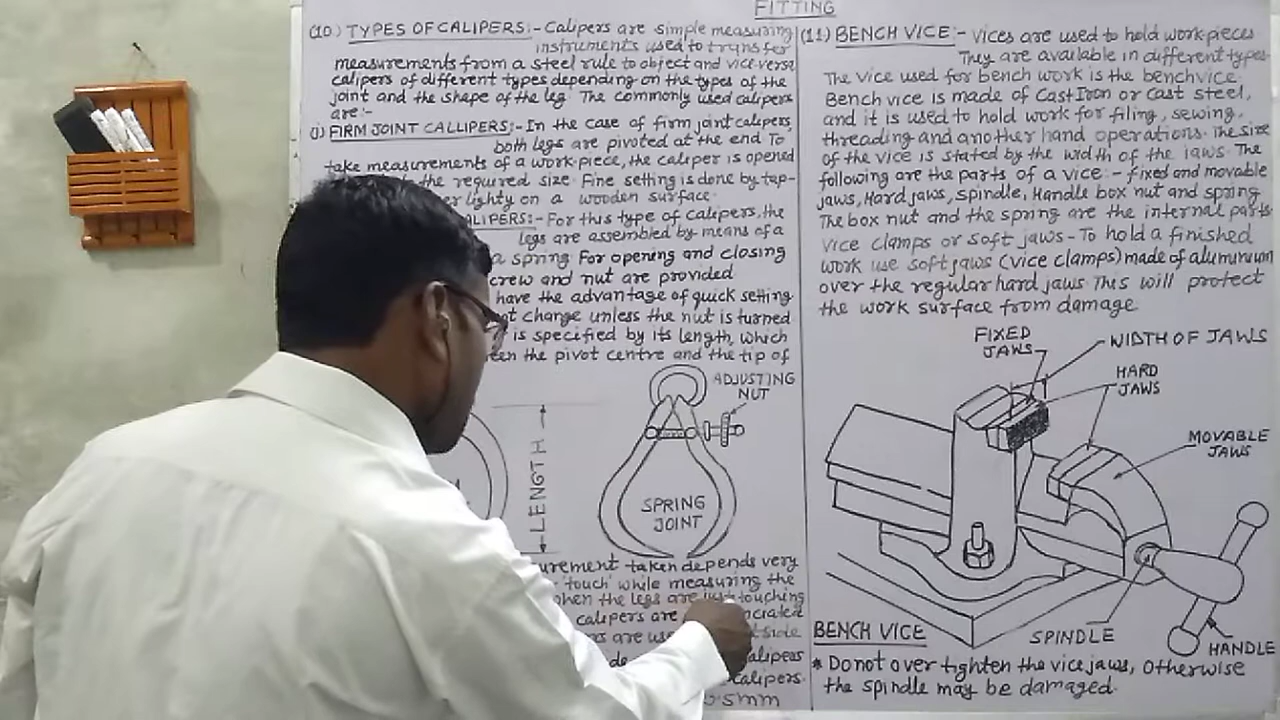 FITTING
(10.) TYPES OF CALIPERS:- Calipers are simple measuring
instruments used to transfer
measurements from a steel rule to object and vice-versa
calipers of different types depending on the types of the
joint and the shape of the leg The commonly used calipers
are:-
(i) FIRM JOINT CALLIPERS:- In the case of firm joint calipers,
both legs are pivoted at the end To
take measurements of a work-piece, the caliper is opened
the required size. Fine setting is done by tap-
lighty on a wooden surface.
CALIPERS:- For this type of calipers, the
legs are assembled by means of a
a spring For opening and closing
crew and nut are provided
have the advantage of quick setting
change unless the nut is turned
is specified by its length, which
the pivot centre and the tip of
LENGTH
ADJUSTING
NUT
SPRING
JOINT
urement taken depends very
'touch' while measuring the
when the legs are just touching
calipers are
are
calipers
calipers.
0.5mm
(11) BENCH VICE:- Vices are used to hold work pieces
They are available in different types.
The vice used for bench work is the bench vice.
Bench vice is made of Cast Iron or Cast steel,
and it is used to hold work for filing, sewing,
threading and another hand operations. The size
of the vice is stated by the width of the jaws. The
following are the parts of a vice:- fixed and movable
jaws, Hard jaws, spindle, Handle box nut and spring
The box nut and the spring are the internal parts.
Vice clamps or soft jaws - To hold a finished
work use soft jaws (vice clamps) made of aluminium
over the regular hard jaws This will protect
the work surface from damage.
FIXED
JAWS
WIDTH OF JAWS
HARD
JAWS
MOVABLE
JAWS
BENCH VICE
SPINDLE
HANDLE
* Do not over tighten the vice jaws, otherwise
the spindle may be damaged.